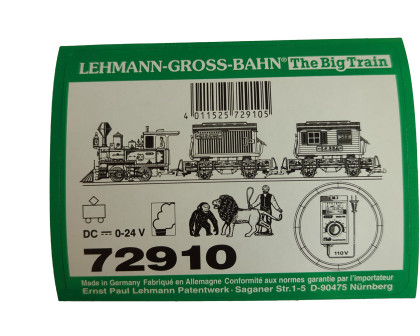 LEHMANN-GROSS-BAHN® The Big Train
4 011525 729105
110 V
DC 0-24 V
72910
Made in Germany Fabriqué en Allemagne Conformité aux normes garantie par l'importateur
Ernst Paul Lehmann Patentwerk - Saganer Str.1-5 D-90475 Nürnberg